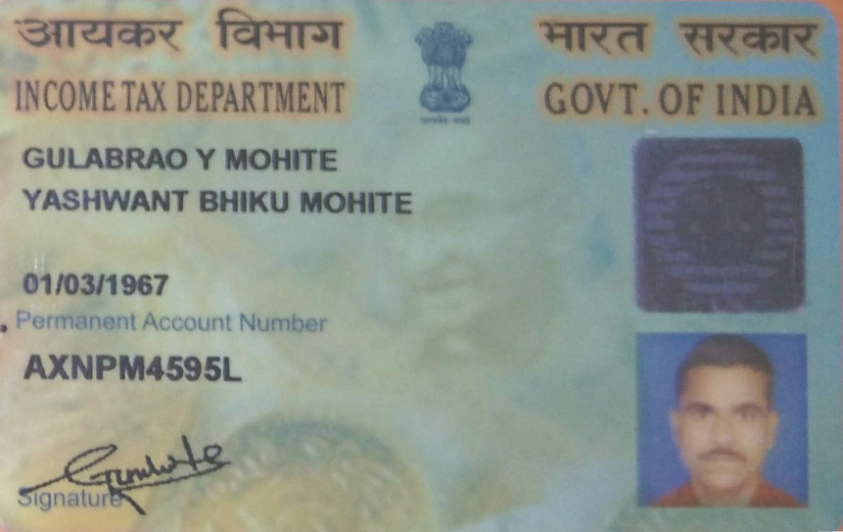 आयकर विभाग
INCOME TAX DEPARTMENT
भारत सरकार
GOVT. OF INDIA
GULABRAO Y MOHITE
YASHWANT BHIKU MOHITE
01/03/1967
Permanent Account Number
AXNPM4595L
Signature